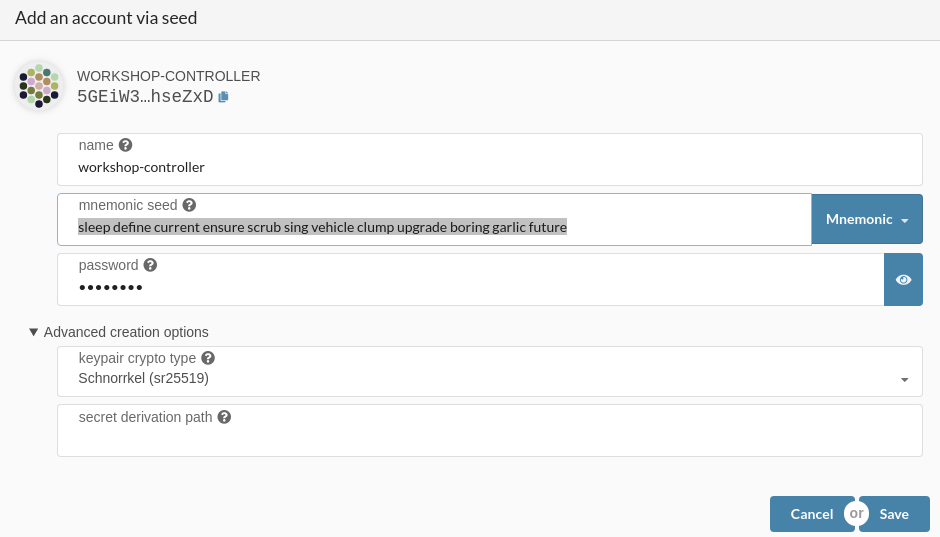 Add an account via seed
WORKSHOP-CONTROLLER
5GEiW3…hseZxD
name
workshop-controller
mnemonic seed
sleep define current ensure scrub sing vehicle clump upgrade boring garlic future
Mnemonic
password
••••••••
Advanced creation options
keypair crypto type
Schnorrkel (sr25519)
secret derivation path
Cancel or Save